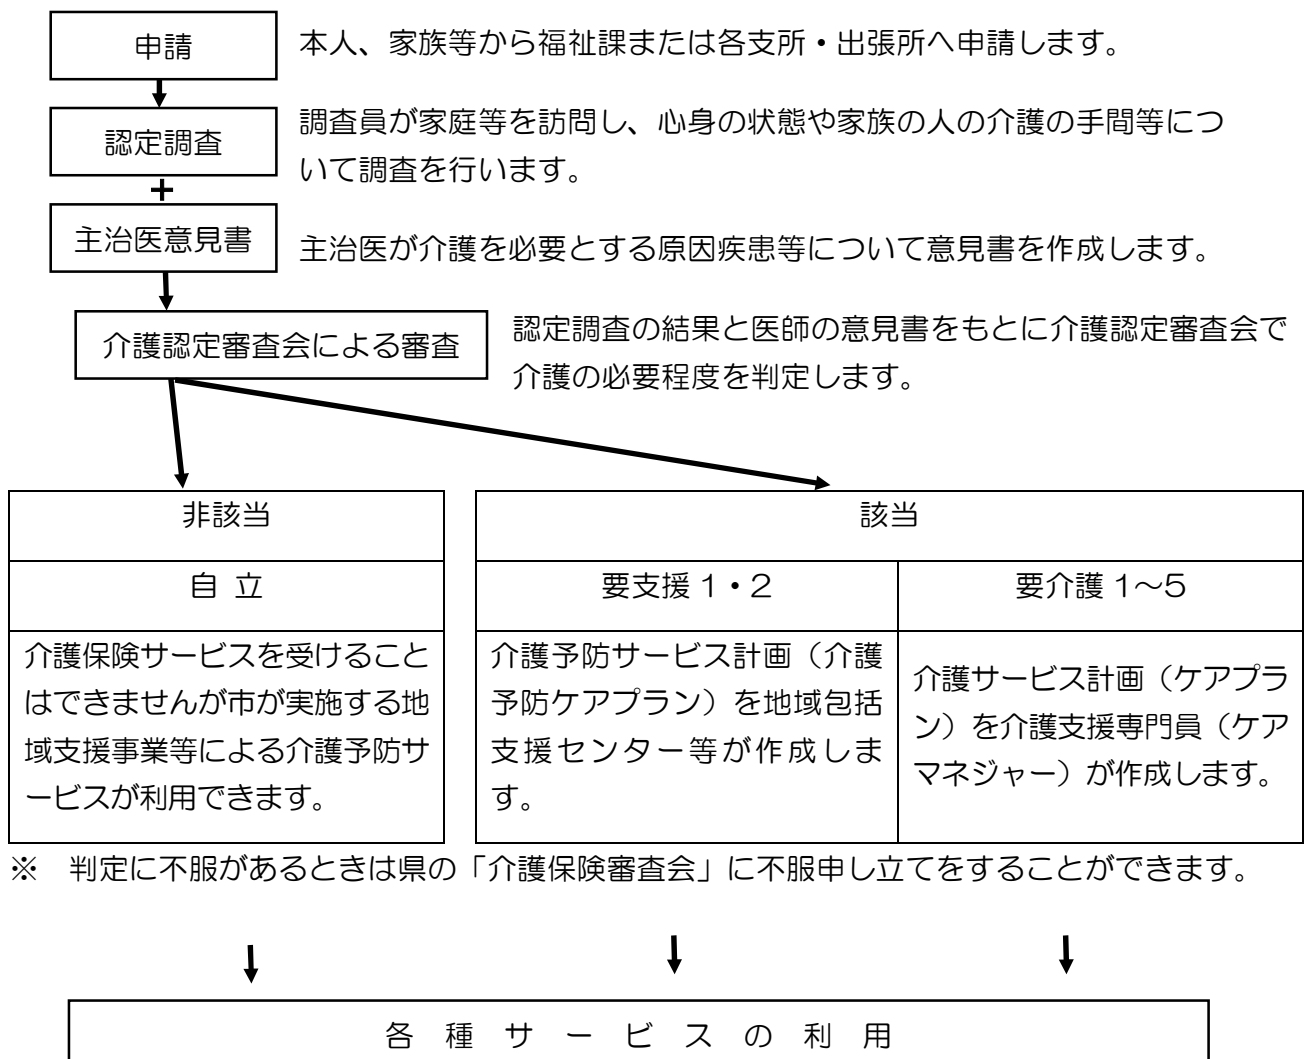 申請
本人、家族等から福祉課または各支所・出張所へ申請します。
認定調査
調査員が家庭等を訪問し、心身の状態や家族の人の介護の手間等につ
いて調査を行います。
+
主治医意見書
主治医が介護を必要とする原因疾患等について意見書を作成します。
介護認定審査会による審査
認定調査の結果と医師の意見書をもとに介護認定審査会で
介護の必要程度を判定します。
非該当
自 立
介護保険サービスを受けること
はできませんが市が実施する地
域支援事業等による介護予防サ
ービスが利用できます。
該当
要支援 1・2
介護予防サービス計画（介護
予防ケアプラン）を地域包括
支援センター等が作成しま
す。
要介護 1～5
介護サービス計画（ケアプラ
ン）を介護支援専門員（ケア
マネジャー）が作成します。
※　判定に不服があるときは県の「介護保険審査会」に不服申し立てをすることができます。
各 種 サ ー ビ ス の 利 用